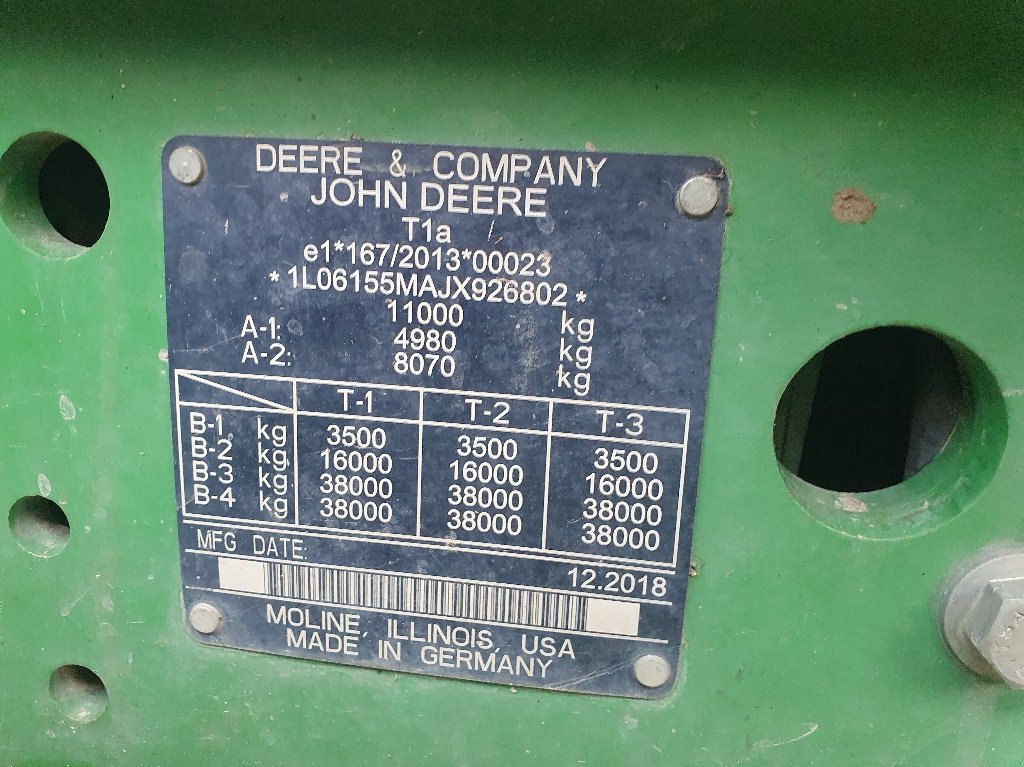 DEERE & COMPANY
JOHN DEERE
T1a
e1*167/2013*00023
*1L06155MAJX926802*
11000 kg
A-1: 4980 kg
A-2: 8070 kg
T-1 T-2 T-3
B-1 kg 3500 3500 3500
B-2 kg 16000 16000 16000
B-3 kg 38000 38000 38000
B-4 kg 38000 38000 38000
MFG DATE: 12.2018
MOLINE, ILLINOIS, USA
MADE IN GERMANY